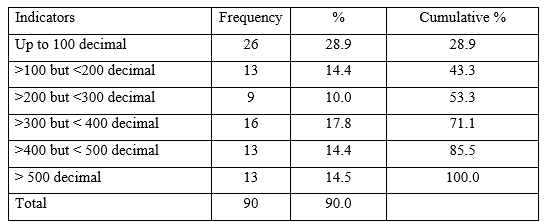 Indicators Frequency % Cumulative %
Up to 100 decimal 26 28.9 28.9
>100 but <200 decimal 13 14.4 43.3
>200 but <300 decimal 9 10.0 53.3
>300 but < 400 decimal 16 17.8 71.1
>400 but < 500 decimal 13 14.4 85.5
> 500 decimal 13 14.5 100.0
Total 90 90.0